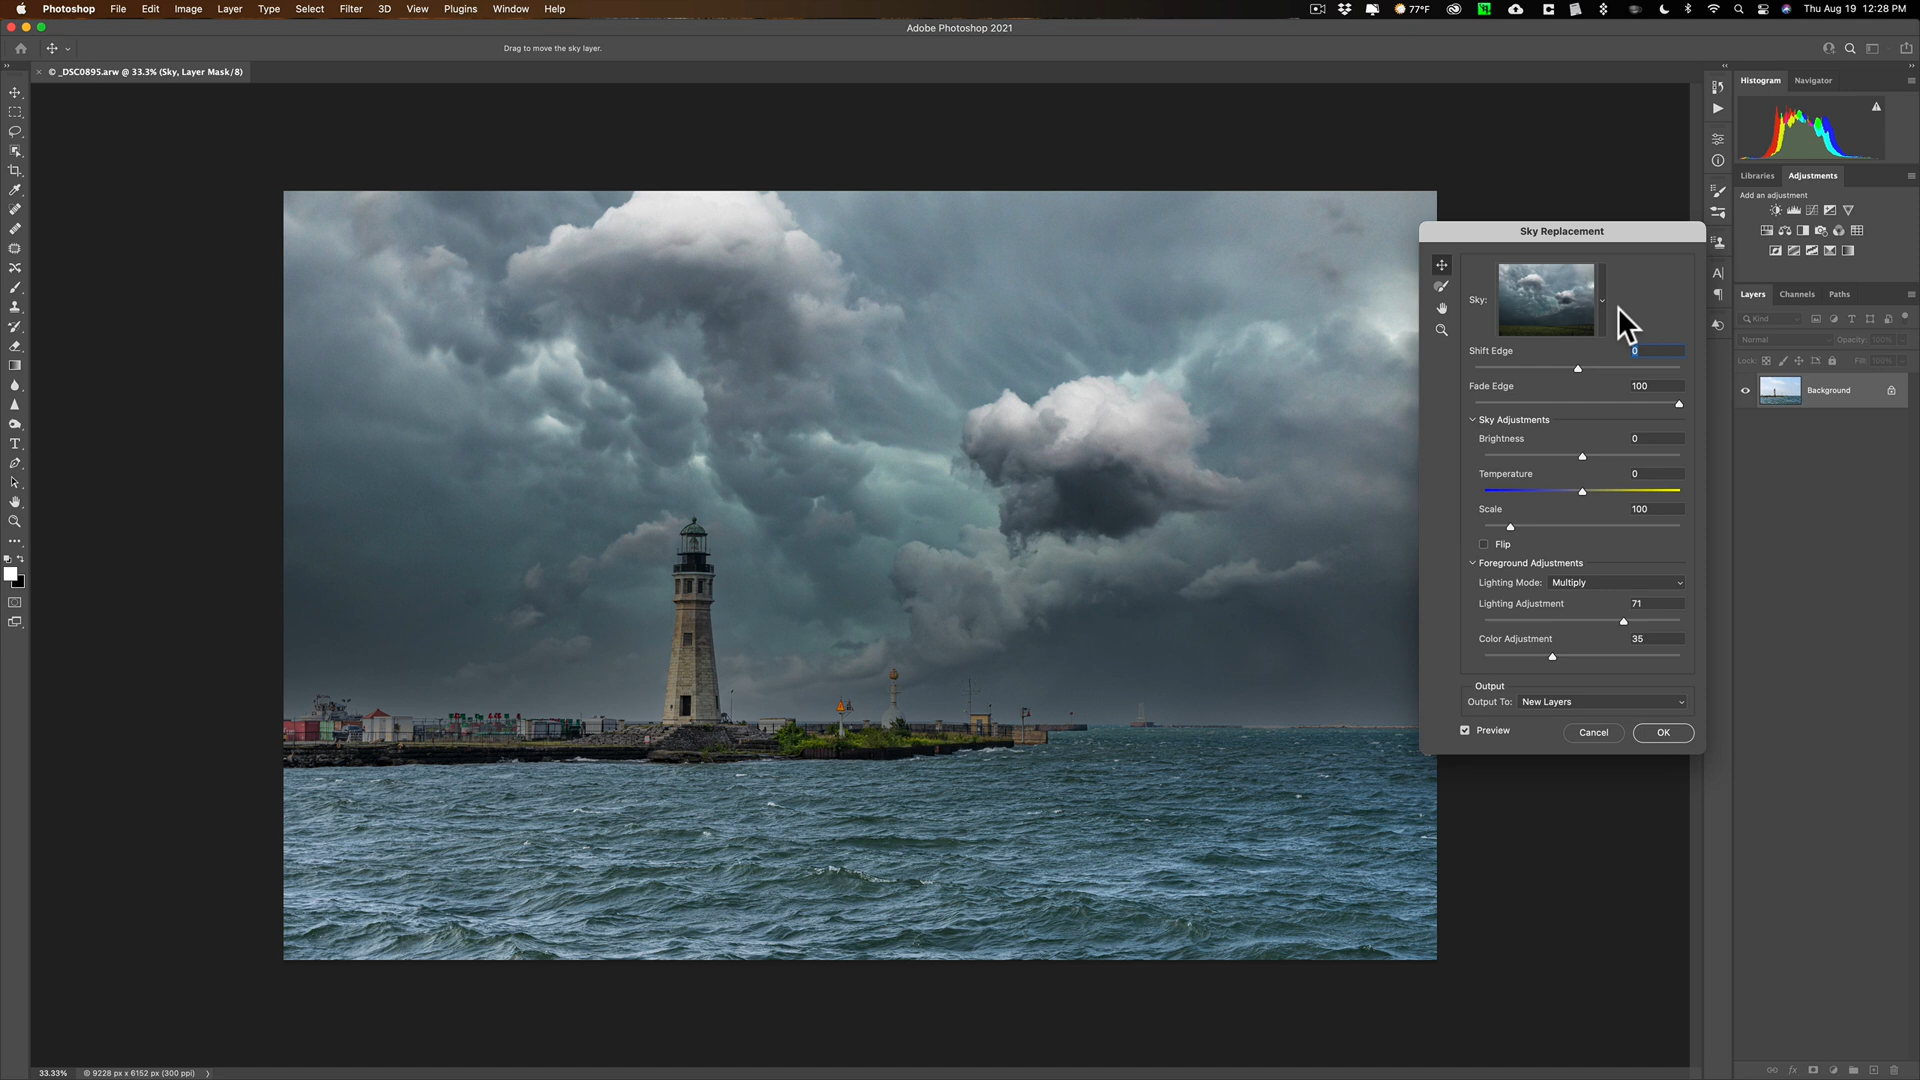 Photoshop File Edit Image Layer Type Select Filter 3D View Plugins Window Help 77°F Thu Aug 19 12:28 PM
Adobe Photoshop 2021
Drag to move the sky layer.
© _DSC0895.arw @ 33.3% (Sky, Layer Mask/8)
Histogram Navigator
Libraries Adjustments
Add an adjustment
Layers Channels Paths
Kind
Normal Opacity: 100%
Lock: Fill: 100%
Background
Sky Replacement
Sky:
Shift Edge 0
Fade Edge 100
Sky Adjustments
Brightness 0
Temperature 0
Scale 100
Flip
Foreground Adjustments
Lighting Mode: Multiply
Lighting Adjustment 71
Color Adjustment 35
Output
Output To: New Layers
Preview Cancel OK
33.33% 9228 px x 6152 px (300 ppi)